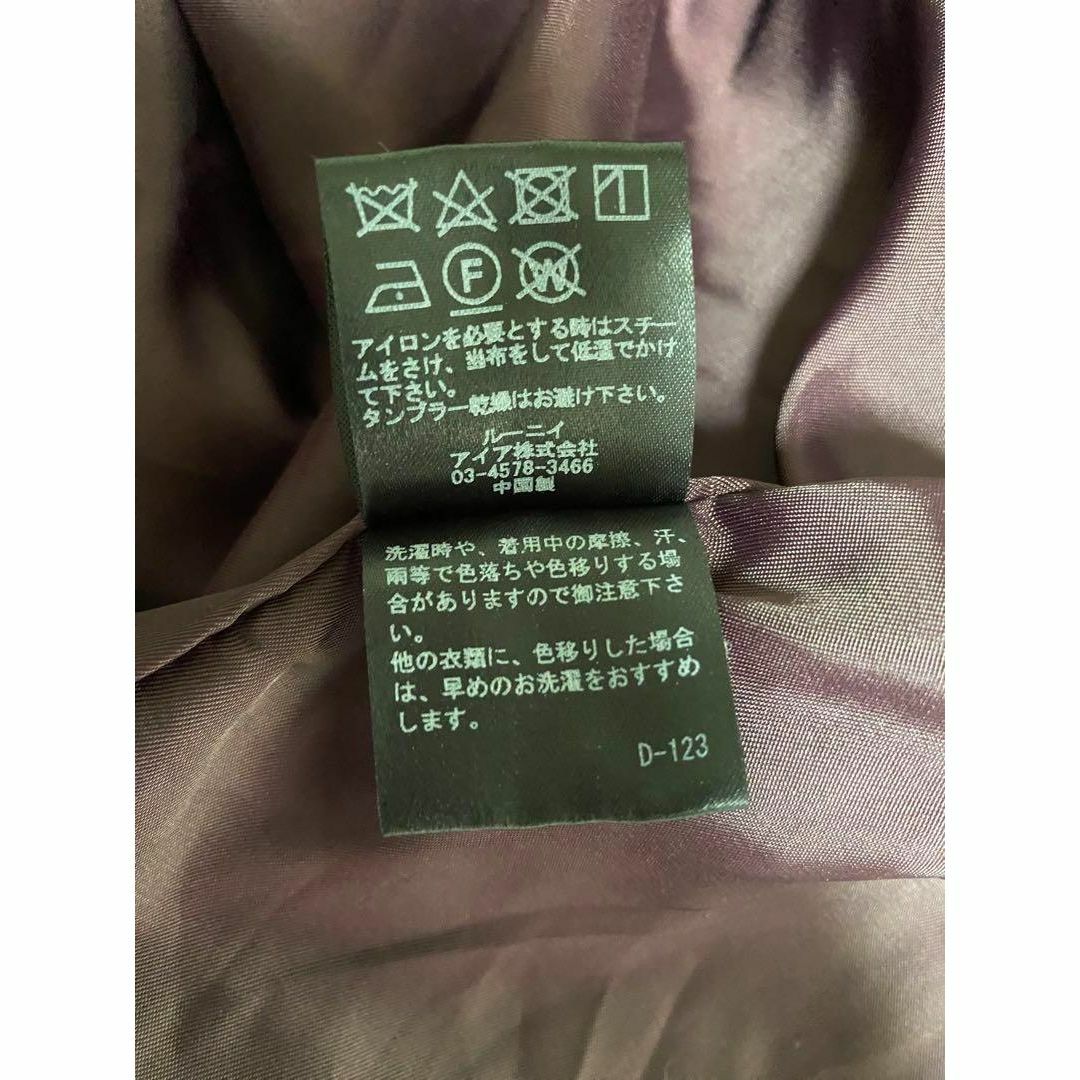 F W
アイロンを必要とする時はスチー
ムをさけ、当布をして低温でかけ
て下さい。
タンブラー乾燥はお避け下さい。
ルーニィ
アイア株式会社
03-4578-3466
中国製
洗濯時や、着用中の摩擦、汗、
雨等で色落ちや色移りする場
合がありますので御注意下さ
い。
他の衣類に、色移りした場合
は、早めのお洗濯をおすすめ
します。
D-123